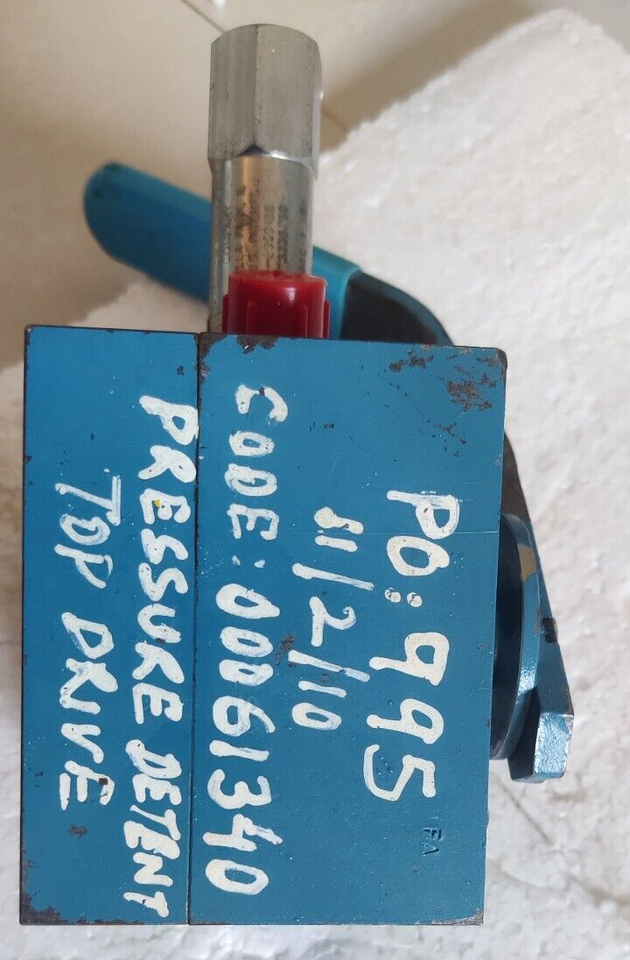 PO: 995
11/2/10
CODE: 00061340
PRESSURE DETENT
TOP DRIVE